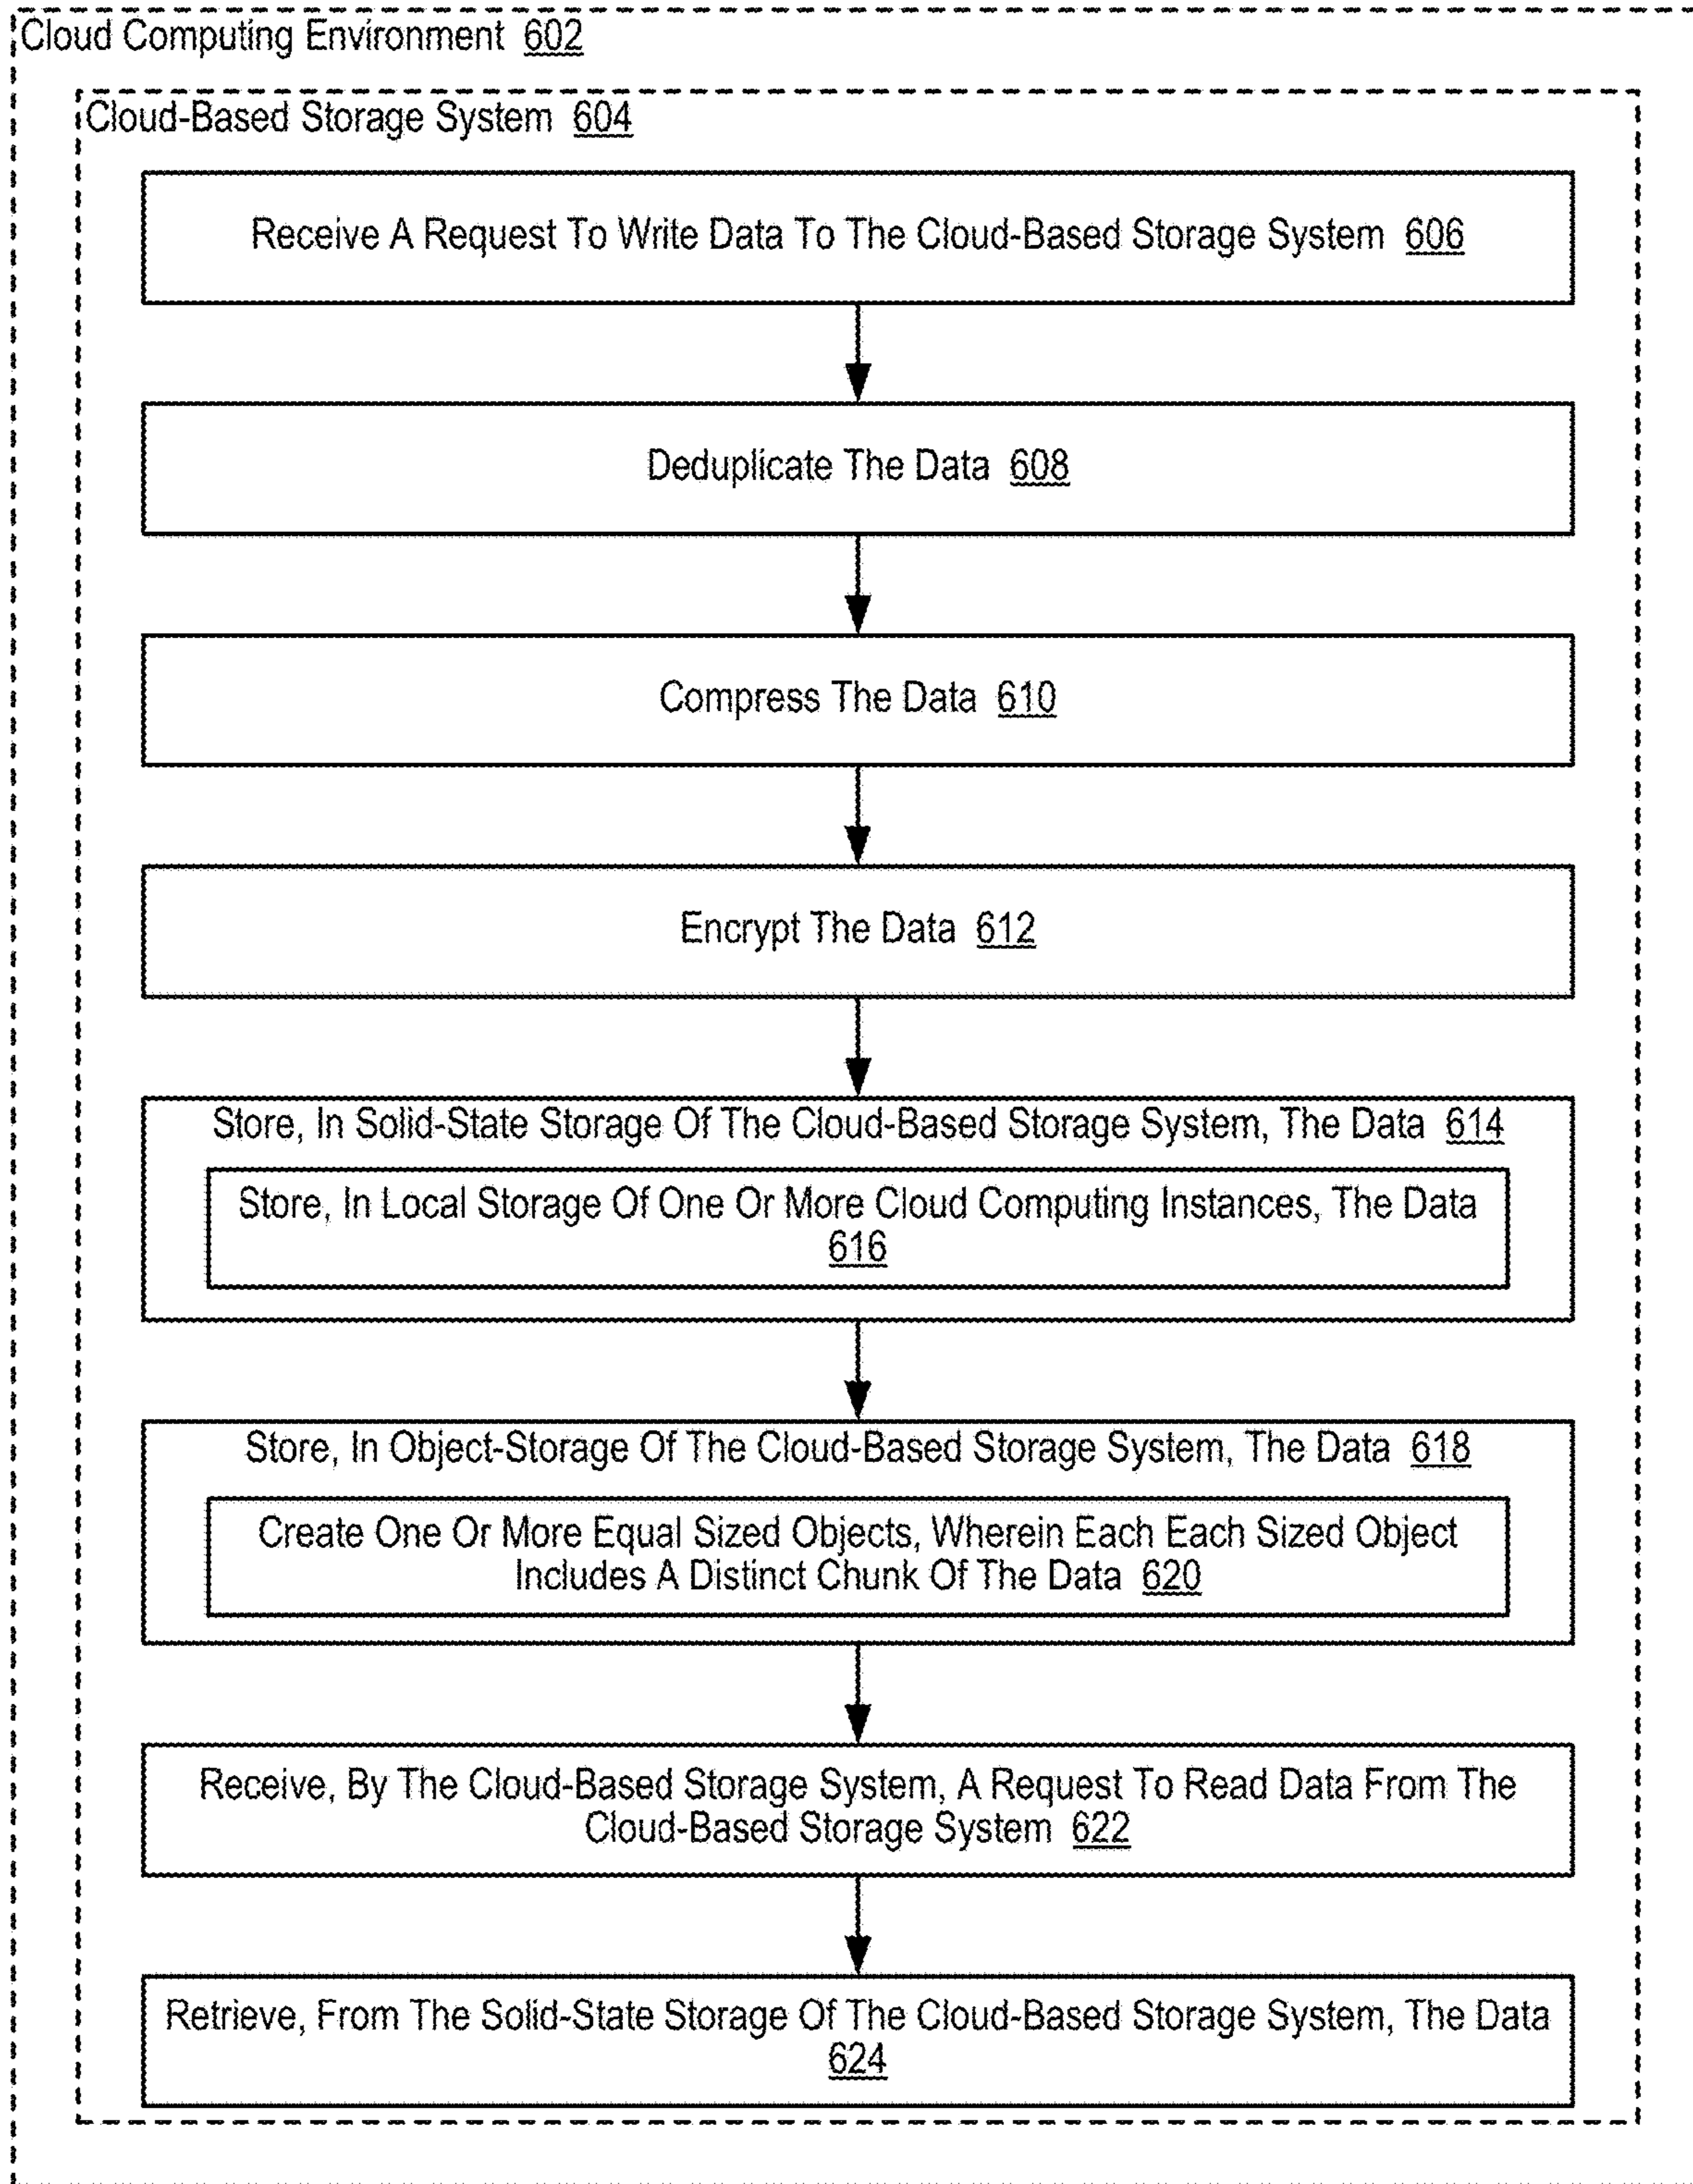 Cloud Computing Environment 602
Cloud-Based Storage System 604
Receive A Request To Write Data To The Cloud-Based Storage System 606
Deduplicate The Data 608
Compress The Data 610
Encrypt The Data 612
Store, In Solid-State Storage Of The Cloud-Based Storage System, The Data 614
Store, In Local Storage Of One Or More Cloud Computing Instances, The Data
616
Store, In Object-Storage Of The Cloud-Based Storage System, The Data 618
Create One Or More Equal Sized Objects, Wherein Each Each Sized Object
Includes A Distinct Chunk Of The Data 620
Receive, By The Cloud-Based Storage System, A Request To Read Data From The
Cloud-Based Storage System 622
Retrieve, From The Solid-State Storage Of The Cloud-Based Storage System, The Data
624